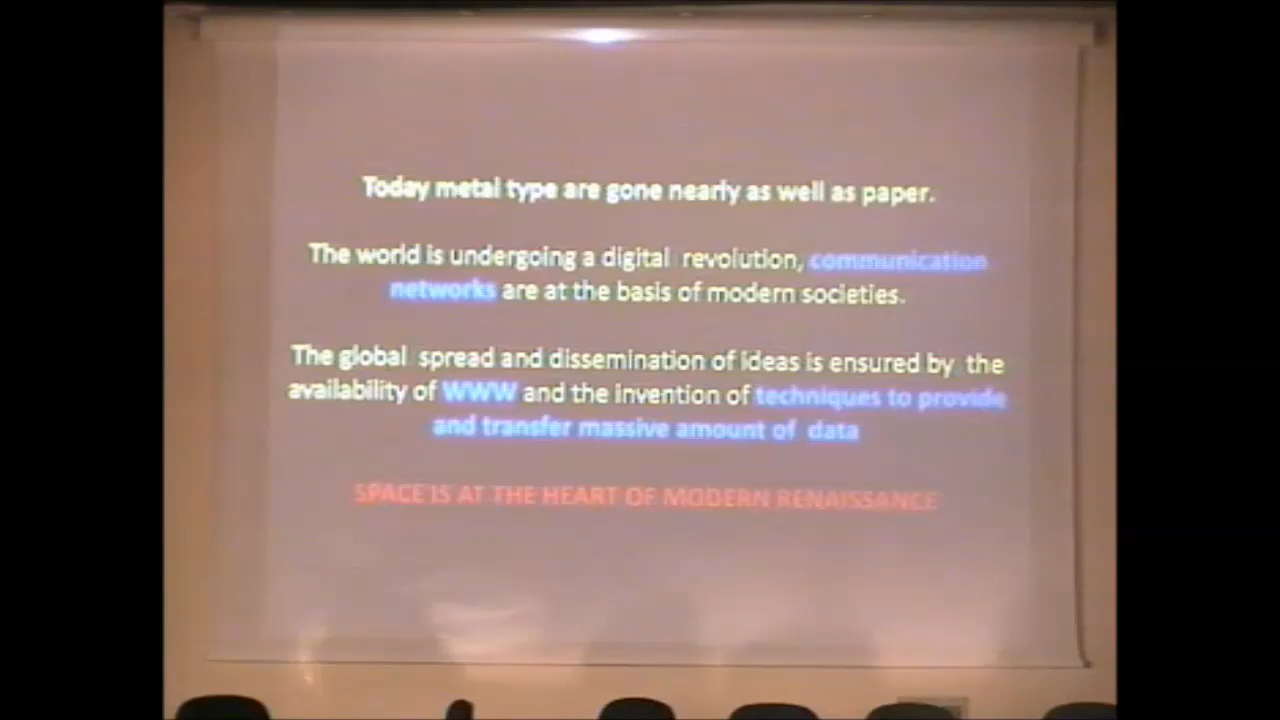 Today metal type are gone nearly as well as paper.
The world is undergoing a digital revolution, communication
networks are at the basis of modern societies.
The global spread and dissemination of ideas is ensured by the
availability of WWW and the invention of techniques to provide
and transfer massive amount of data
SPACE IS AT THE HEART OF MODERN RENAISSANCE